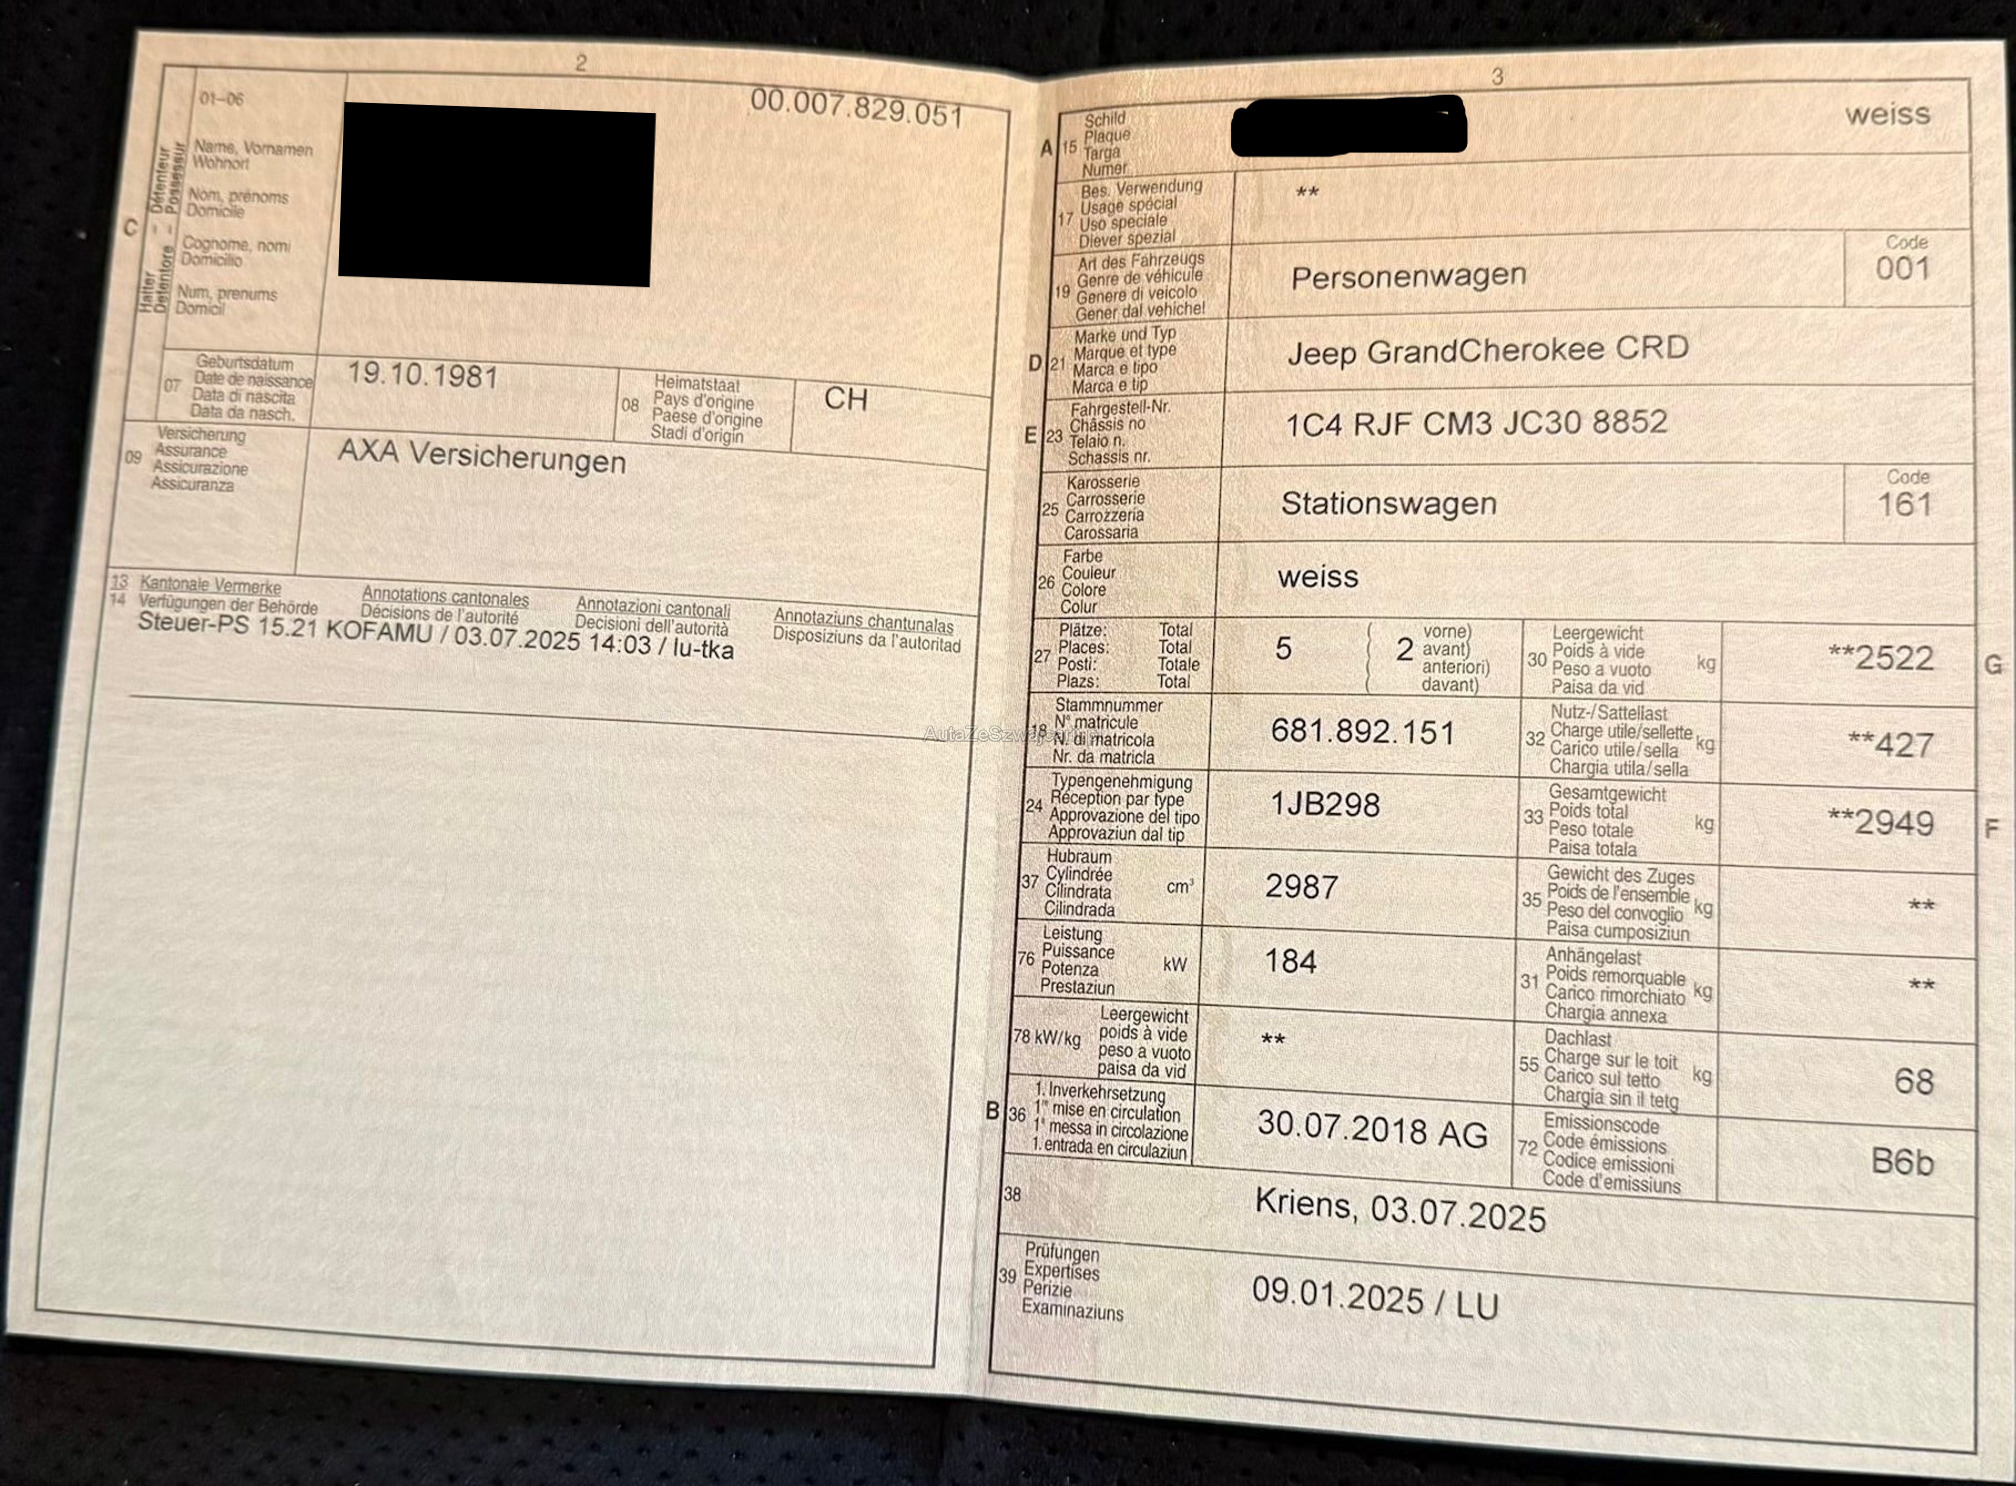 2
01–06
00.007.829.051
Halter – Détenteur
Detentore – Possessur
C
Name, Vornamen
Wohnort
Nom, prénoms
Domicile
Cognome, nomi
Domicilio
Num, prenums
Domicil
07
Geburtsdatum
Date de naissance
Data di nascita
Data da nasch.
19.10.1981
08
Heimatstaat
Pays d'origine
Paese d'origine
Stadi d'origin
CH
09
Versicherung
Assurance
Assicurazione
Assicuranza
AXA Versicherungen
13 Kantonale Vermerke Annotations cantonales Annotazioni cantonali Annotaziuns chantunalas
14 Verfügungen der Behörde Décisions de l'autorité Decisioni dell'autorità Disposiziuns da l'autoritad
Steuer-PS 15.21 KOFAMU / 03.07.2025 14:03 / lu-tka
3
A 15
Schild
Plaque
Targa
Numer
weiss
17
Bes. Verwendung
Usage spécial
Uso speciale
Diever spezial
**
19
Art des Fahrzeugs
Genre de véhicule
Genere di veicolo
Gener dal vehichel
Personenwagen
Code
001
D 21
Marke und Typ
Marque et type
Marca e tipo
Marca e tip
Jeep GrandCherokee CRD
E 23
Fahrgestell-Nr.
Châssis no
Telaio n.
Schassis nr.
1C4 RJF CM3 JC30 8852
25
Karosserie
Carrosserie
Carrozzeria
Carossaria
Stationswagen
Code
161
26
Farbe
Couleur
Colore
Colur
weiss
27
Plätze: Total
Places: Total
Posti: Totale
Plazs: Total
5
( 2 vorne)
( avant)
( anteriori)
( davant)
30
Leergewicht
Poids à vide
Peso a vuoto
Paisa da vid
kg
**2522
G
18
Stammnummer
N° matricule
N. di matricola
Nr. da matricla
681.892.151
32
Nutz-/Sattellast
Charge utile/sellette
Carico utile/sella
Chargia utila/sella
kg
**427
24
Typengenehmigung
Réception par type
Approvazione del tipo
Approvaziun dal tip
1JB298
33
Gesamtgewicht
Poids total
Peso totale
Paisa totala
kg
**2949
F
37
Hubraum
Cylindrée
Cilindrata
Cilindrada
cm³
2987
35
Gewicht des Zuges
Poids de l'ensemble
Peso del convoglio
Paisa cumposiziun
kg
**
76
Leistung
Puissance
Potenza
Prestaziun
kW
184
31
Anhängelast
Poids remorquable
Carico rimorchiato
Chargia annexa
kg
**
78 kW/kg
Leergewicht
poids à vide
peso a vuoto
paisa da vid
**
55
Dachlast
Charge sur le toit
Carico sul tetto
Chargia sin il tetg
kg
68
B 36
1. Inverkehrsetzung
1re mise en circulation
1a messa in circolazione
1. entrada en circulaziun
30.07.2018 AG
72
Emissionscode
Code émissions
Codice emissioni
Code d'emissiuns
B6b
38
Kriens, 03.07.2025
39
Prüfungen
Expertises
Perizie
Examinaziuns
09.01.2025 / LU